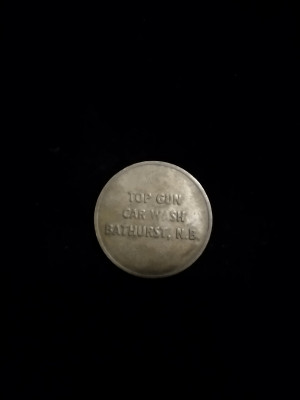 TOP GUN
CAR WASH
BATHURST, N.B.